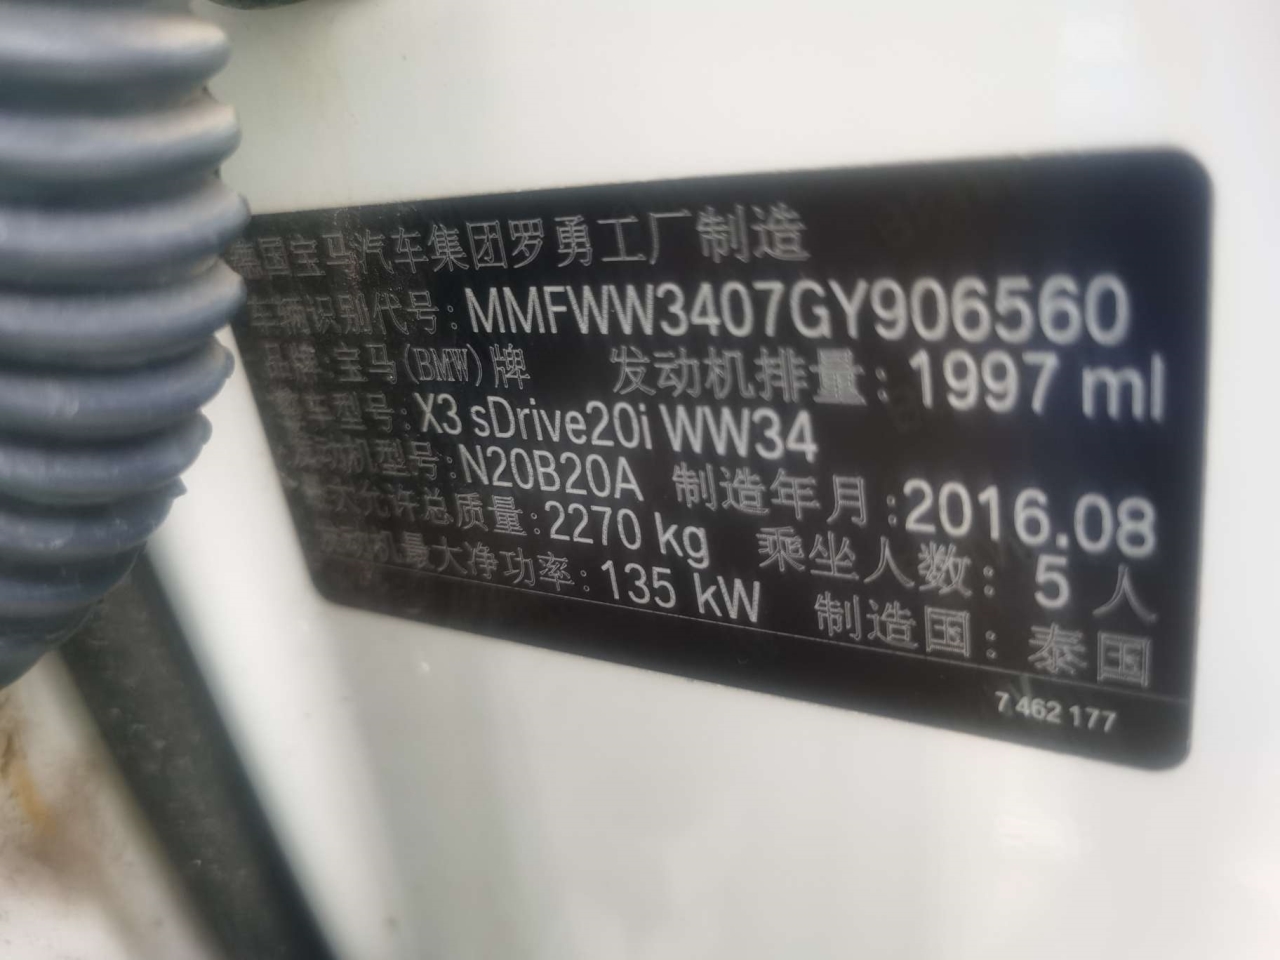 德国宝马汽车集团罗勇工厂制造
车辆识别代号:MMFWW3407GY906560
品牌:宝马(BMW)牌 发动机排量:1997 ml
整车型号:X3 sDrive20i WW34
发动机型号:N20B20A 制造年月:2016.08
最大允许总质量:2270 kg 乘坐人数:5人
发动机最大净功率:135 kW 制造国:泰国
7 462 177